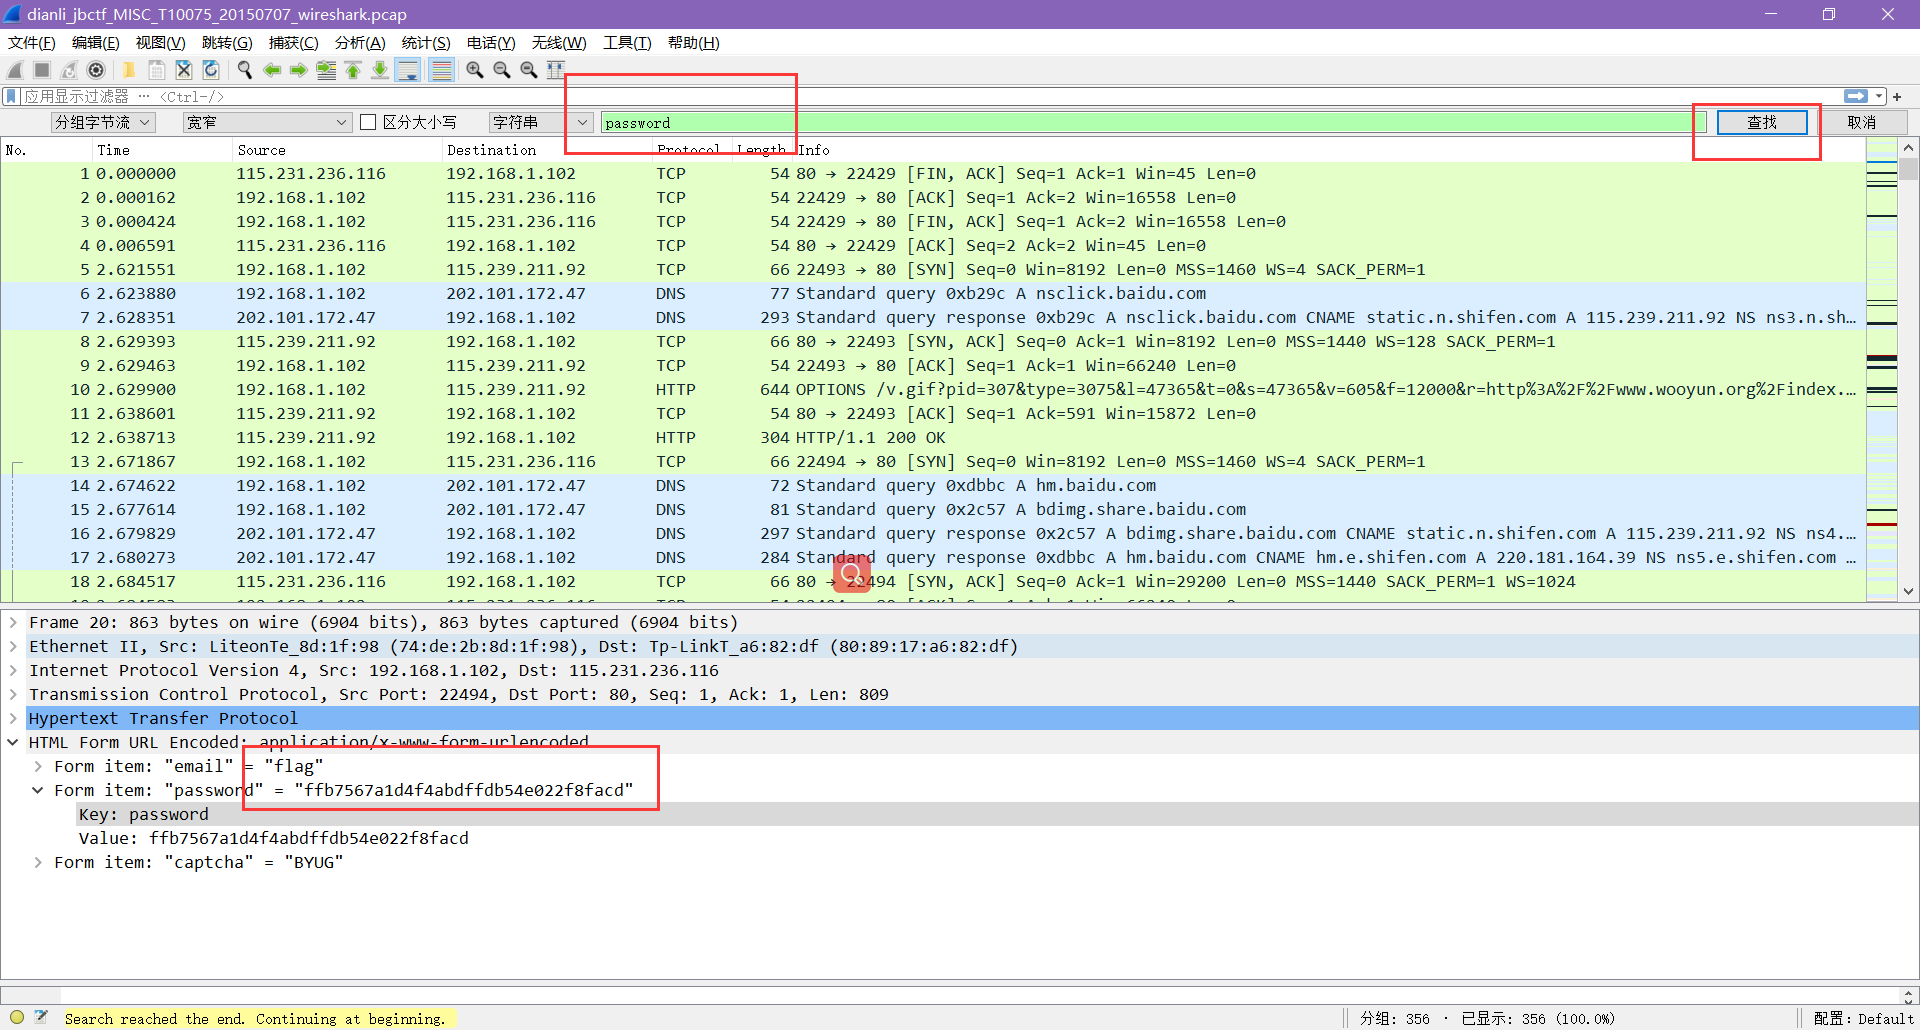 dianli_jbctf_MISC_T10075_20150707_wireshark.pcap
文件(F) 编辑(E) 视图(V) 跳转(G) 捕获(C) 分析(A) 统计(S) 电话(Y) 无线(W) 工具(T) 帮助(H)
应用显示过滤器 … <Ctrl-/>
分组字节流 宽窄 区分大小写 字符串 password 查找 取消
No. Time Source Destination Protocol Length Info
1 0.000000 115.231.236.116 192.168.1.102 TCP 54 80 → 22429 [FIN, ACK] Seq=1 Ack=1 Win=45 Len=0
2 0.000162 192.168.1.102 115.231.236.116 TCP 54 22429 → 80 [ACK] Seq=1 Ack=2 Win=16558 Len=0
3 0.000424 192.168.1.102 115.231.236.116 TCP 54 22429 → 80 [FIN, ACK] Seq=1 Ack=2 Win=16558 Len=0
4 0.006591 115.231.236.116 192.168.1.102 TCP 54 80 → 22429 [ACK] Seq=2 Ack=2 Win=45 Len=0
5 2.621551 192.168.1.102 115.239.211.92 TCP 66 22493 → 80 [SYN] Seq=0 Win=8192 Len=0 MSS=1460 WS=4 SACK_PERM=1
6 2.623880 192.168.1.102 202.101.172.47 DNS 77 Standard query 0xb29c A nsclick.baidu.com
7 2.628351 202.101.172.47 192.168.1.102 DNS 293 Standard query response 0xb29c A nsclick.baidu.com CNAME static.n.shifen.com A 115.239.211.92 NS ns3.n.sh…
8 2.629393 115.239.211.92 192.168.1.102 TCP 66 80 → 22493 [SYN, ACK] Seq=0 Ack=1 Win=8192 Len=0 MSS=1440 WS=128 SACK_PERM=1
9 2.629463 192.168.1.102 115.239.211.92 TCP 54 22493 → 80 [ACK] Seq=1 Ack=1 Win=66240 Len=0
10 2.629900 192.168.1.102 115.239.211.92 HTTP 644 OPTIONS /v.gif?pid=307&type=3075&l=47365&t=0&s=47365&v=605&f=12000&r=http%3A%2F%2Fwww.wooyun.org%2Findex.…
11 2.638601 115.239.211.92 192.168.1.102 TCP 54 80 → 22493 [ACK] Seq=1 Ack=591 Win=15872 Len=0
12 2.638713 115.239.211.92 192.168.1.102 HTTP 304 HTTP/1.1 200 OK
13 2.671867 192.168.1.102 115.231.236.116 TCP 66 22494 → 80 [SYN] Seq=0 Win=8192 Len=0 MSS=1460 WS=4 SACK_PERM=1
14 2.674622 192.168.1.102 202.101.172.47 DNS 72 Standard query 0xdbbc A hm.baidu.com
15 2.677614 192.168.1.102 202.101.172.47 DNS 81 Standard query 0x2c57 A bdimg.share.baidu.com
16 2.679829 202.101.172.47 192.168.1.102 DNS 297 Standard query response 0x2c57 A bdimg.share.baidu.com CNAME static.n.shifen.com A 115.239.211.92 NS ns4.…
17 2.680273 202.101.172.47 192.168.1.102 DNS 284 Standard query response 0xdbbc A hm.baidu.com CNAME hm.e.shifen.com A 220.181.164.39 NS ns5.e.shifen.com …
18 2.684517 115.231.236.116 192.168.1.102 TCP 66 80 → 22494 [SYN, ACK] Seq=0 Ack=1 Win=29200 Len=0 MSS=1440 SACK_PERM=1 WS=1024
Frame 20: 863 bytes on wire (6904 bits), 863 bytes captured (6904 bits)
Ethernet II, Src: LiteonTe_8d:1f:98 (74:de:2b:8d:1f:98), Dst: Tp-LinkT_a6:82:df (80:89:17:a6:82:df)
Internet Protocol Version 4, Src: 192.168.1.102, Dst: 115.231.236.116
Transmission Control Protocol, Src Port: 22494, Dst Port: 80, Seq: 1, Ack: 1, Len: 809
Hypertext Transfer Protocol
HTML Form URL Encoded: application/x-www-form-urlencoded
Form item: "email" = "flag"
Form item: "password" = "ffb7567a1d4f4abdffdb54e022f8facd"
Key: password
Value: ffb7567a1d4f4abdffdb54e022f8facd
Form item: "captcha" = "BYUG"
Search reached the end. Continuing at beginning. 分组: 356 · 已显示: 356 (100.0%) 配置: Default